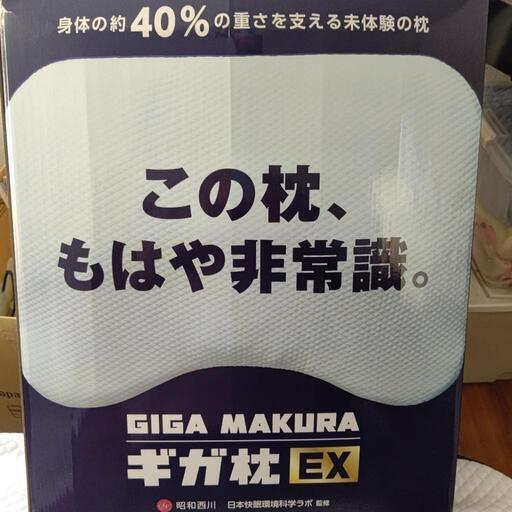 身体の約40%の重さを支える未体験の枕
この枕、
もはや非常識。
GIGA MAKURA
ギガ枕 EX
昭和西川 日本快眠環境科学ラボ 監修